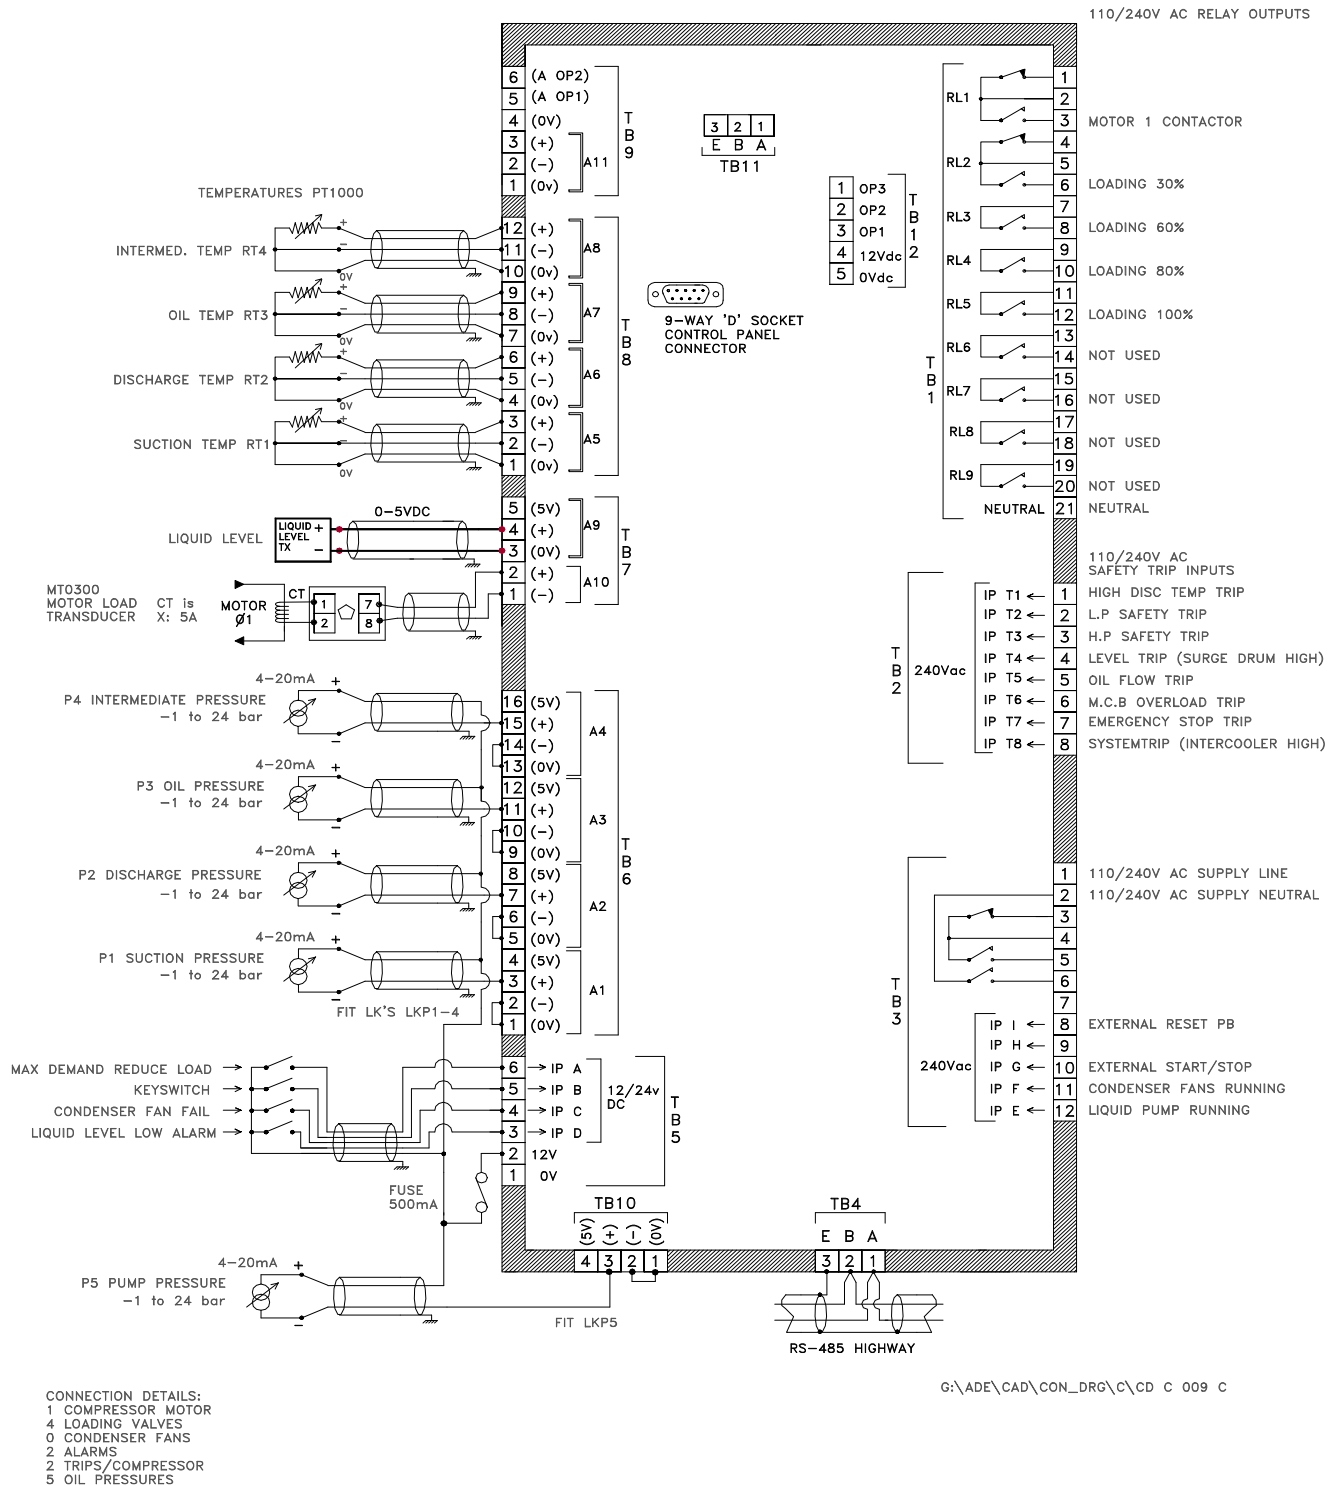 110/240V AC RELAY OUTPUTS
6 (A OP2)
5 (A OP1)
4 (0V)
3 (+)
2 (-)
1 (0v)
A11
TB9
3 2 1
E B A
TB11
1 OP3
2 OP2
3 OP1
4 12Vdc
5 0Vdc
TB12
RL1
1
2
3 MOTOR 1 CONTACTOR
RL2
4
5
6 LOADING 30%
RL3
7
8 LOADING 60%
RL4
9
10 LOADING 80%
RL5
11
12 LOADING 100%
RL6
13
14 NOT USED
RL7
15
16 NOT USED
RL8
17
18 NOT USED
RL9
19
20 NOT USED
NEUTRAL 21 NEUTRAL
TB1
TEMPERATURES PT1000
INTERMED. TEMP RT4
+
-
0V
12 (+)
11 (-)
10 (0v)
A8
OIL TEMP RT3
+
-
0V
9 (+)
8 (-)
7 (0v)
A7
DISCHARGE TEMP RT2
+
-
0V
6 (+)
5 (-)
4 (0v)
A6
SUCTION TEMP RT1
+
-
0V
3 (+)
2 (-)
1 (0v)
A5
TB8
9-WAY 'D' SOCKET
CONTROL PANEL
CONNECTOR
LIQUID LEVEL
LIQUID +
LEVEL
TX -
0-5VDC
5 (5V)
4 (+)
3 (0V)
A9
2 (+)
1 (-)
A10
TB7
MT0300
MOTOR LOAD CT is
TRANSDUCER X: 5A
MOTOR
Ø1
CT
1 7
2 8
110/240V AC
SAFETY TRIP INPUTS
IP T1 1 HIGH DISC TEMP TRIP
IP T2 2 L.P SAFETY TRIP
IP T3 3 H.P SAFETY TRIP
IP T4 4 LEVEL TRIP (SURGE DRUM HIGH)
IP T5 5 OIL FLOW TRIP
IP T6 6 M.C.B OVERLOAD TRIP
IP T7 7 EMERGENCY STOP TRIP
IP T8 8 SYSTEMTRIP (INTERCOOLER HIGH)
240Vac
TB2
4-20mA +
P4 INTERMEDIATE PRESSURE
-1 to 24 bar
-
16 (5V)
15 (+)
14 (-)
13 (0V)
A4
4-20mA +
P3 OIL PRESSURE
-1 to 24 bar
-
12 (5V)
11 (+)
10 (-)
9 (0V)
A3
4-20mA +
P2 DISCHARGE PRESSURE
-1 to 24 bar
-
8 (5V)
7 (+)
6 (-)
5 (0V)
A2
4-20mA +
P1 SUCTION PRESSURE
-1 to 24 bar
-
4 (5V)
3 (+)
2 (-)
1 (0V)
A1
TB6
FIT LK'S LKP1-4
1 110/240V AC SUPPLY LINE
2 110/240V AC SUPPLY NEUTRAL
3
4
5
6
7
IP I 8 EXTERNAL RESET PB
IP H 9
IP G 10 EXTERNAL START/STOP
IP F 11 CONDENSER FANS RUNNING
IP E 12 LIQUID PUMP RUNNING
240Vac
TB3
MAX DEMAND REDUCE LOAD 6 IP A
KEYSWITCH 5 IP B
CONDENSER FAN FAIL 4 IP C
LIQUID LEVEL LOW ALARM 3 IP D
2 12V
1 0V
12/24v
DC
TB5
FUSE
500mA
TB10
(5V) (+) (-) (0V)
4 3 2 1
TB4
E B A
3 2 1
4-20mA +
P5 PUMP PRESSURE
-1 to 24 bar
-
FIT LKP5
RS-485 HIGHWAY
G:\ADE\CAD\CON_DRG\C\CD C 009 C
CONNECTION DETAILS:
1 COMPRESSOR MOTOR
4 LOADING VALVES
0 CONDENSER FANS
2 ALARMS
2 TRIPS/COMPRESSOR
5 OIL PRESSURES